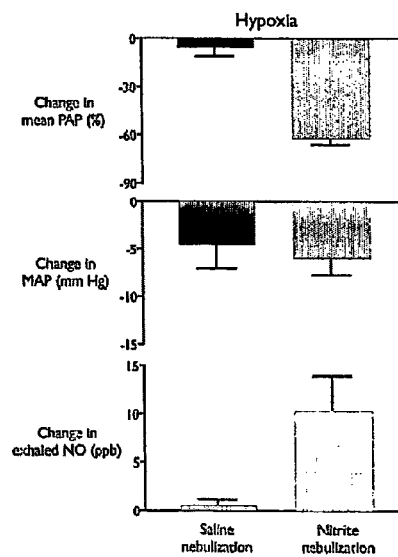 Hypoxia
0
-30
-60
-90
Change in
mean PAP (%)
0
-5
-10
-15
Change in
MAP (mm Hg)
15
10
5
0
Change in
exhaled NO (ppb)
Saline
nebulization
Nitrite
nebulization